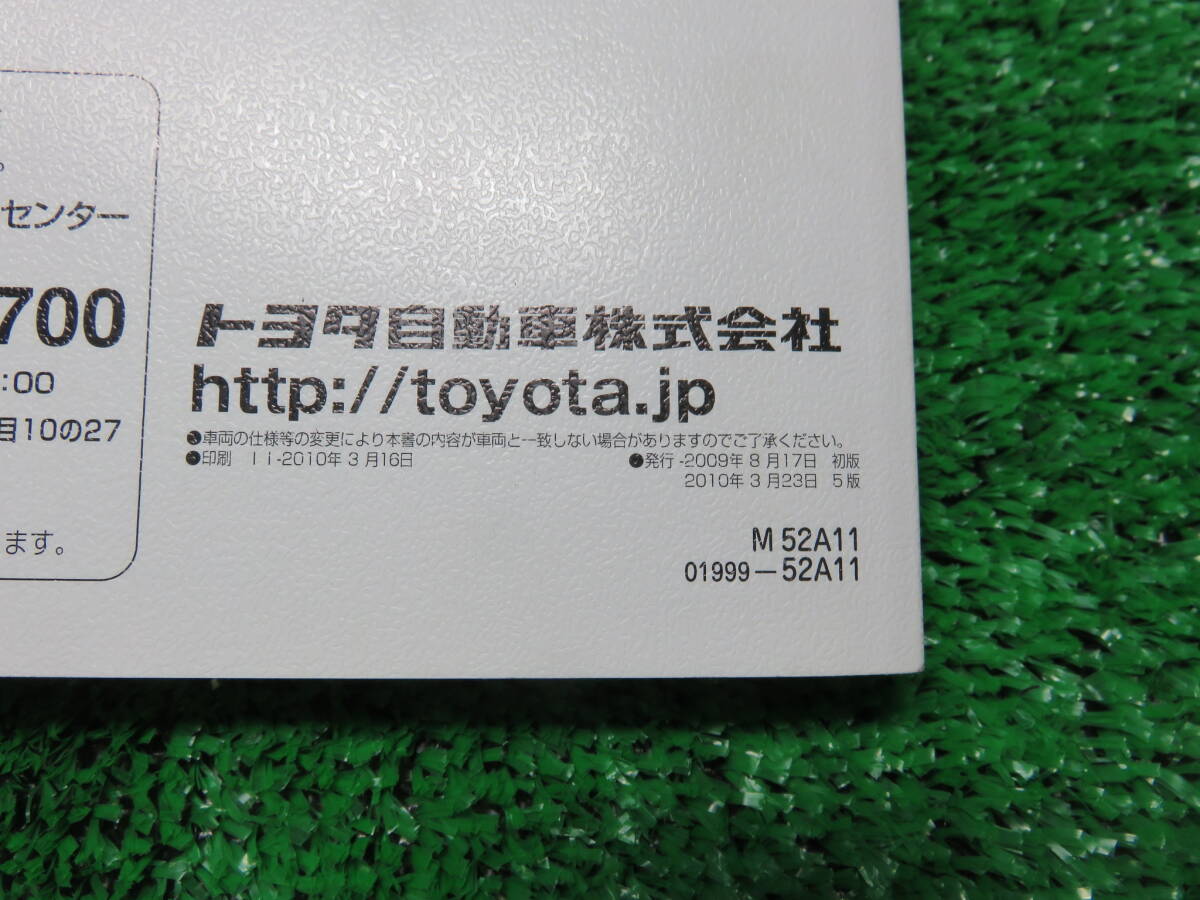 。
センター
700
:00
目10の27
ます。
トヨタ自動車株式会社
http://toyota.jp
●車両の仕様等の変更により本書の内容が車両と一致しない場合がありますのでご了承ください。
●印刷 Ii-2010年3月16日
●発行-2009年8月17日 初版
2010年3月23日 5版
M 52A11
01999−52A11